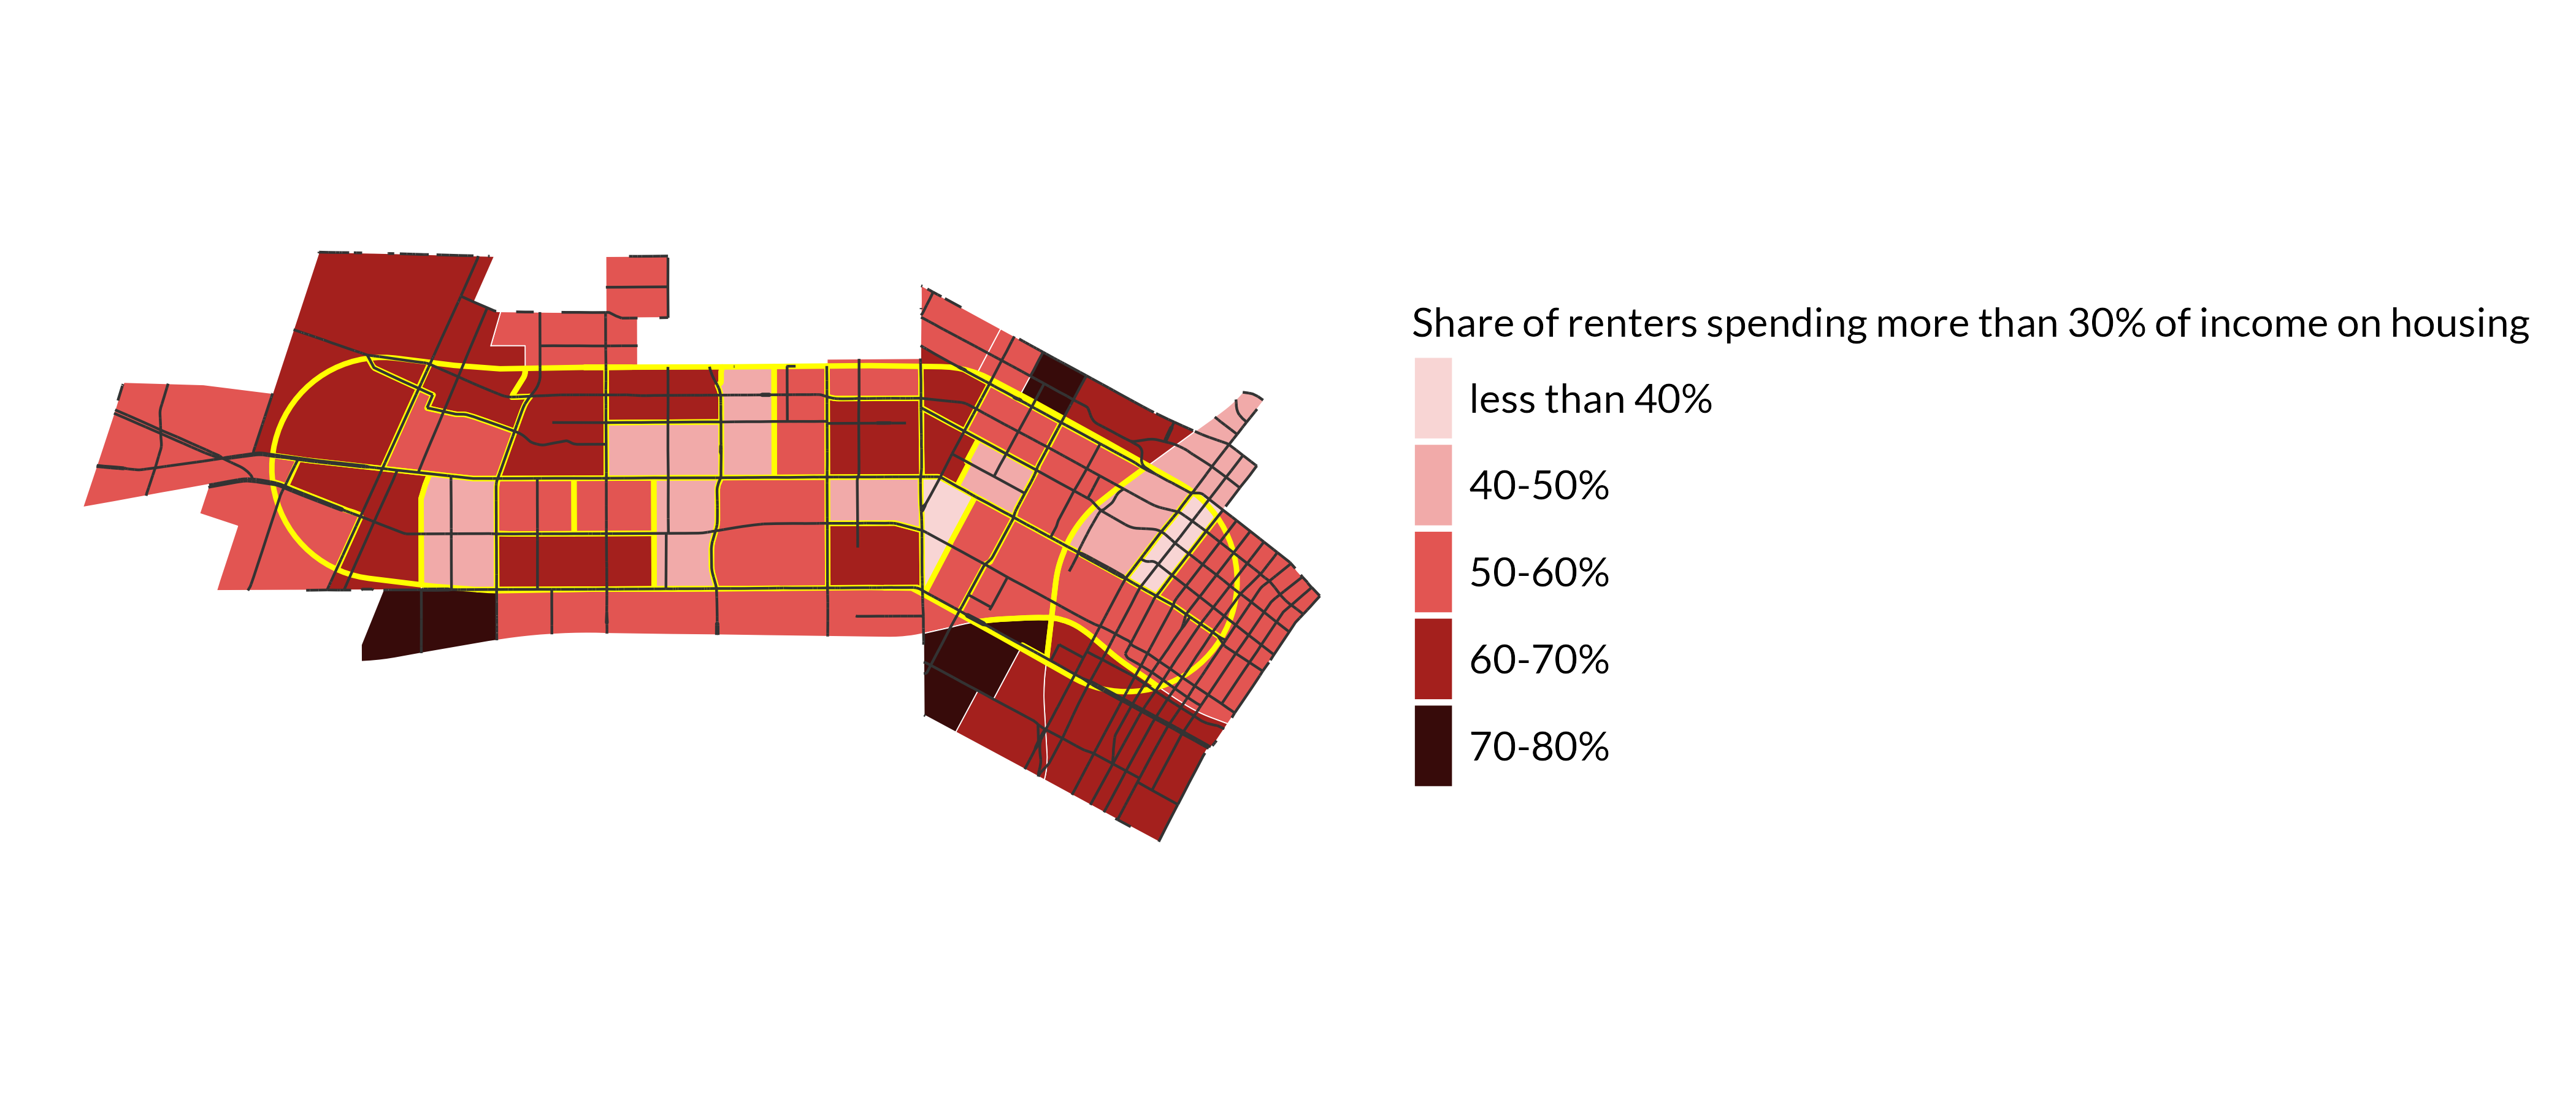 Share of renters spending more than 30% of income on housing
less than 40%
40-50%
50-60%
60-70%
70-80%